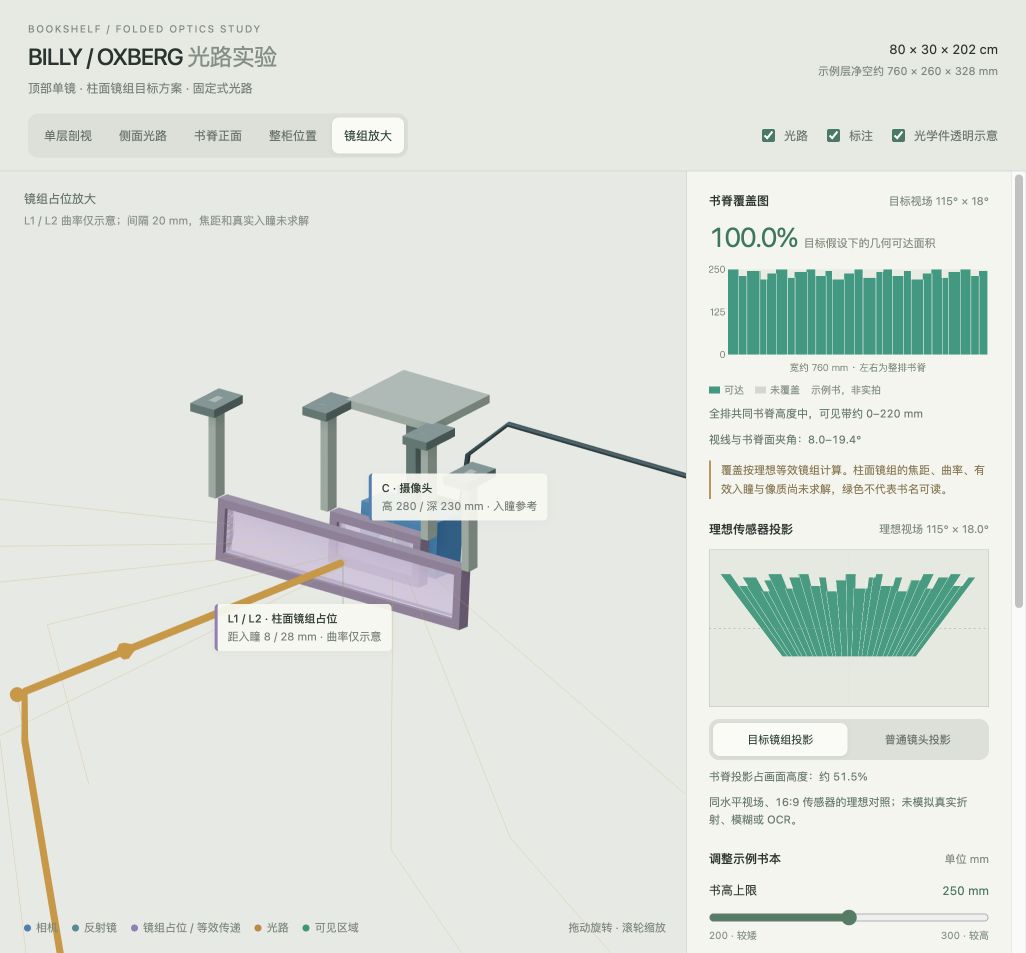 BOOKSHELF / FOLDED OPTICS STUDY
BILLY / OXBERG 光路实验
80 × 30 × 202 cm
示例层净空约 760 × 260 × 328 mm
顶部单镜 · 柱面镜组目标方案 · 固定式光路
单层剖视
侧面光路
书脊正面
整柜位置
镜组放大
光路
标注
光学件透明示意
镜组占位放大
L1 / L2 曲率仅示意；间隔 20 mm，焦距和真实入瞳未求解
C · 摄像头
高 280 / 深 230 mm · 入瞳参考
L1 / L2 · 柱面镜组占位
距入瞳 8 / 28 mm · 曲率仅示意
相机
反射镜
镜组占位 / 等效传递
光路
可见区域
拖动旋转 · 滚轮缩放
书脊覆盖图
目标视场 115° × 18°
100.0% 目标假设下的几何可达面积
250
125
0
宽约 760 mm · 左右为整排书脊
可达
未覆盖
示例书，非实拍
全排共同书脊高度中，可见带约 0–220 mm
视线与书脊面夹角：8.0–19.4°
覆盖按理想等效镜组计算。柱面镜组的焦距、曲率、有
效入瞳与像质尚未求解，绿色不代表书名可读。
理想传感器投影
理想视场 115° × 18.0°
目标镜组投影
普通镜头投影
书脊投影占画面高度：约 51.5%
同水平视场、16:9 传感器的理想对照；未模拟真实折
射、模糊或 OCR。
调整示例书本
单位 mm
书高上限
250 mm
200 · 较矮
300 · 较高